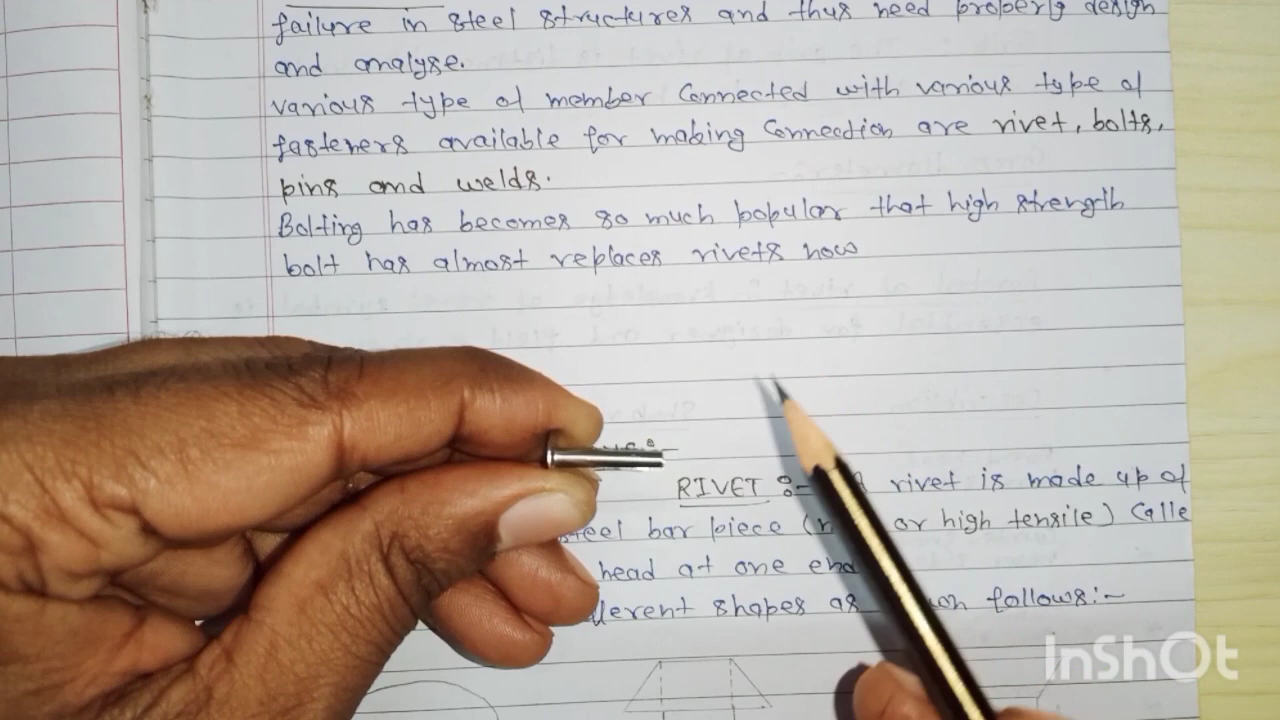 failure in steel structures and thus need properly design
and analyse.
various type of member connected with various type of
fasteners available for making connection are rivet, bolts,
pins and welds.
Bolting has becomes so much popular that high strength
bolt has almost replaces rivets now
RIVET :- rivet is made up of
steel bar piece ( or high tensile) Calle
head at one end
shapes as follows:-
InShOt